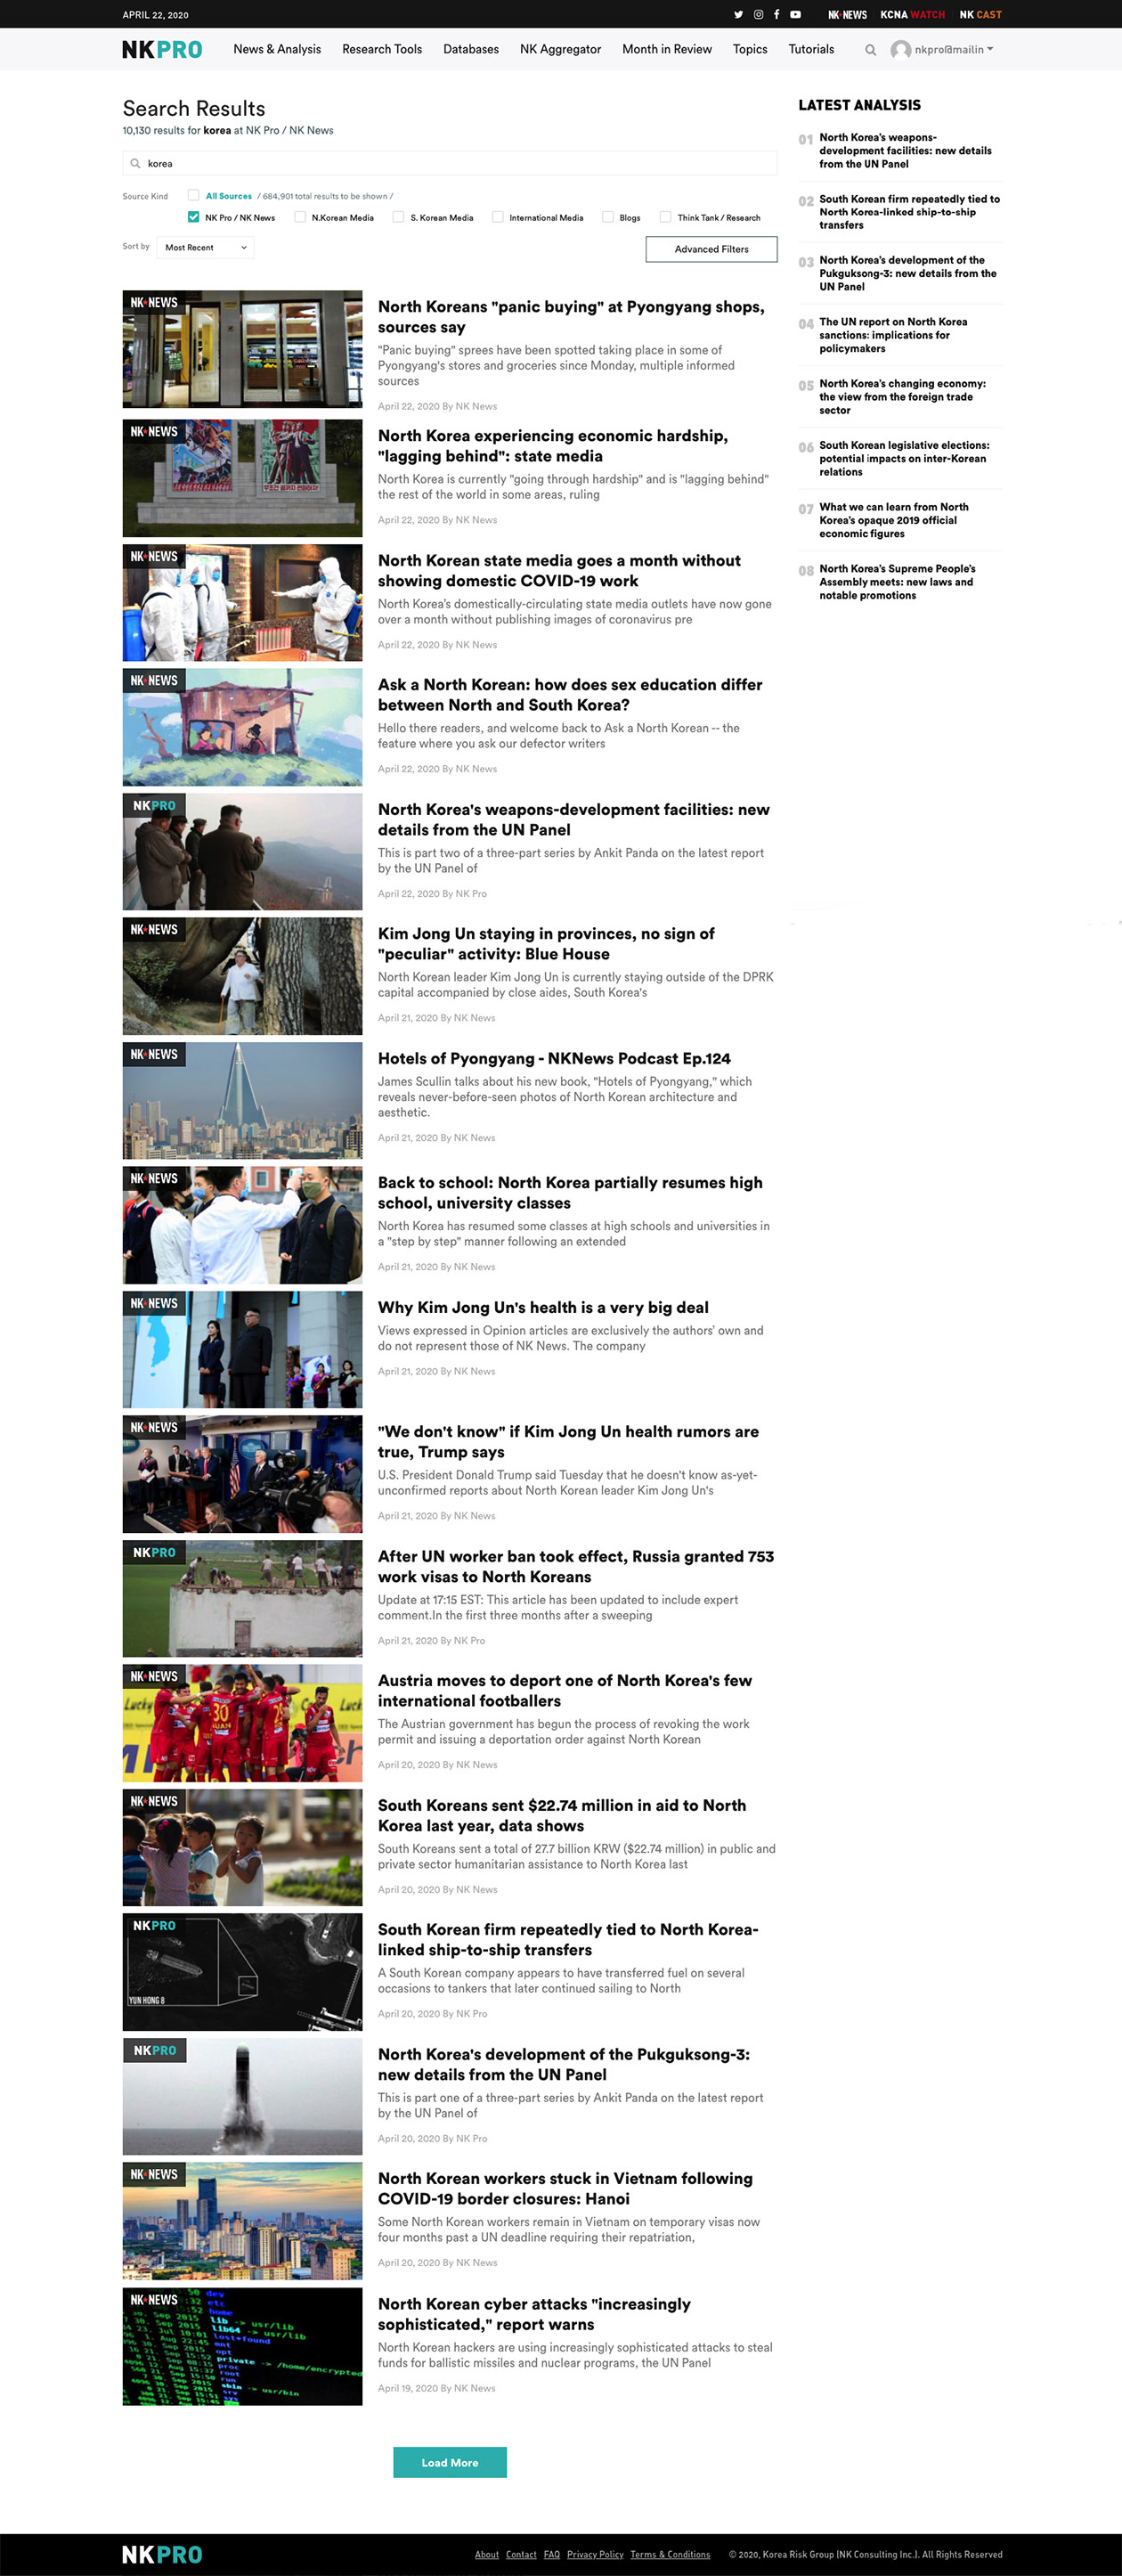 APRIL 22, 2020
NK NEWS KCNA WATCH NK CAST
NKPRO News & Analysis Research Tools Databases NK Aggregator Month in Review Topics Tutorials nkpro@mailin
Search Results
10,130 results for korea at NK Pro / NK News
korea
Source Kind All Sources / 684,901 total results to be shown /
NK Pro / NK News N.Korean Media S. Korean Media International Media Blogs Think Tank / Research
Sort by Most Recent Advanced Filters
NK NEWS
North Koreans "panic buying" at Pyongyang shops,
sources say
"Panic buying" sprees have been spotted taking place in some of
Pyongyang's stores and groceries since Monday, multiple informed
sources
April 22, 2020 By NK News
NK NEWS
North Korea experiencing economic hardship,
"lagging behind": state media
North Korea is currently "going through hardship" and is "lagging behind"
the rest of the world in some areas, ruling
April 22, 2020 By NK News
NK NEWS
North Korean state media goes a month without
showing domestic COVID-19 work
North Korea's domestically-circulating state media outlets have now gone
over a month without publishing images of coronavirus pre
April 22, 2020 By NK News
NK NEWS
Ask a North Korean: how does sex education differ
between North and South Korea?
Hello there readers, and welcome back to Ask a North Korean -- the
feature where you ask our defector writers
April 22, 2020 By NK News
NKPRO
North Korea's weapons-development facilities: new
details from the UN Panel
This is part two of a three-part series by Ankit Panda on the latest report
by the UN Panel of
April 22, 2020 By NK Pro
NK NEWS
Kim Jong Un staying in provinces, no sign of
"peculiar" activity: Blue House
North Korean leader Kim Jong Un is currently staying outside of the DPRK
capital accompanied by close aides, South Korea's
April 21, 2020 By NK News
NK NEWS
Hotels of Pyongyang - NKNews Podcast Ep.124
James Scullin talks about his new book, "Hotels of Pyongyang," which
reveals never-before-seen photos of North Korean architecture and
aesthetic.
April 21, 2020 By NK News
NK NEWS
Back to school: North Korea partially resumes high
school, university classes
North Korea has resumed some classes at high schools and universities in
a "step by step" manner following an extended
April 21, 2020 By NK News
NK NEWS
Why Kim Jong Un's health is a very big deal
Views expressed in Opinion articles are exclusively the authors' own and
do not represent those of NK News. The company
April 21, 2020 By NK News
NK NEWS
"We don't know" if Kim Jong Un health rumors are
true, Trump says
U.S. President Donald Trump said Tuesday that he doesn't know as-yet-
unconfirmed reports about North Korean leader Kim Jong Un's
April 21, 2020 By NK News
NKPRO
After UN worker ban took effect, Russia granted 753
work visas to North Koreans
Update at 17:15 EST: This article has been updated to include expert
comment.In the first three months after a sweeping
April 21, 2020 By NK Pro
NK NEWS
Austria moves to deport one of North Korea's few
international footballers
The Austrian government has begun the process of revoking the work
permit and issuing a deportation order against North Korean
April 20, 2020 By NK News
NK NEWS
South Koreans sent $22.74 million in aid to North
Korea last year, data shows
South Koreans sent a total of 27.7 billion KRW ($22.74 million) in public and
private sector humanitarian assistance to North Korea last
April 20, 2020 By NK News
NKPRO
YUN HONG 8
South Korean firm repeatedly tied to North Korea-
linked ship-to-ship transfers
A South Korean company appears to have transferred fuel on several
occasions to tankers that later continued sailing to North
April 20, 2020 By NK Pro
NKPRO
North Korea's development of the Pukguksong-3:
new details from the UN Panel
This is part one of a three-part series by Ankit Panda on the latest report
by the UN Panel of
April 20, 2020 By NK Pro
NK NEWS
North Korean workers stuck in Vietnam following
COVID-19 border closures: Hanoi
Some North Korean workers remain in Vietnam on temporary visas now
four months past a UN deadline requiring their repatriation,
April 20, 2020 By NK News
NK NEWS
North Korean cyber attacks "increasingly
sophisticated," report warns
North Korean hackers are using increasingly sophisticated attacks to steal
funds for ballistic missiles and nuclear programs, the UN Panel
April 19, 2020 By NK News
Load More
LATEST ANALYSIS
01 North Korea's weapons-
development facilities: new details
from the UN Panel
02 South Korean firm repeatedly tied to
North Korea-linked ship-to-ship
transfers
03 North Korea's development of the
Pukguksong-3: new details from the
UN Panel
04 The UN report on North Korea
sanctions: implications for
policymakers
05 North Korea's changing economy:
the view from the foreign trade
sector
06 South Korean legislative elections:
potential impacts on inter-Korean
relations
07 What we can learn from North
Korea's opaque 2019 official
economic figures
08 North Korea's Supreme People's
Assembly meets: new laws and
notable promotions
NKPRO About Contact FAQ Privacy Policy Terms & Conditions © 2020, Korea Risk Group (NK Consulting Inc.). All Rights Reserved